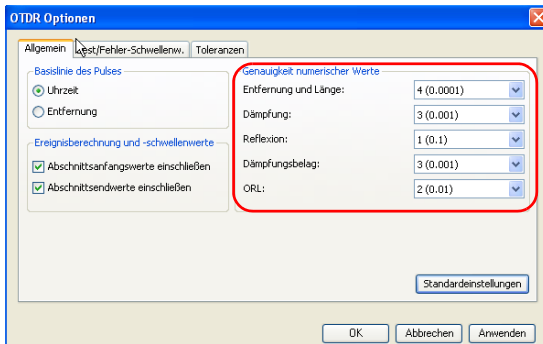 OTDR Optionen
Allgemein
est/Fehler-Schwellenw.
Toleranzen
Basislinie des Pulses
Uhrzeit
Entfernung
Ereignisberechnung und -schwellenwerte
Abschnittsanfangswerte einschließen
Abschnittsendwerte einschließen
Genauigkeit numerischer Werte
Entfernung und Länge: 4 (0.0001)
Dämpfung: 3 (0.001)
Reflexion: 1 (0.1)
Dämpfungsbelag: 3 (0.001)
ORL: 2 (0.01)
Standardeinstellungen
OK Abbrechen Anwenden